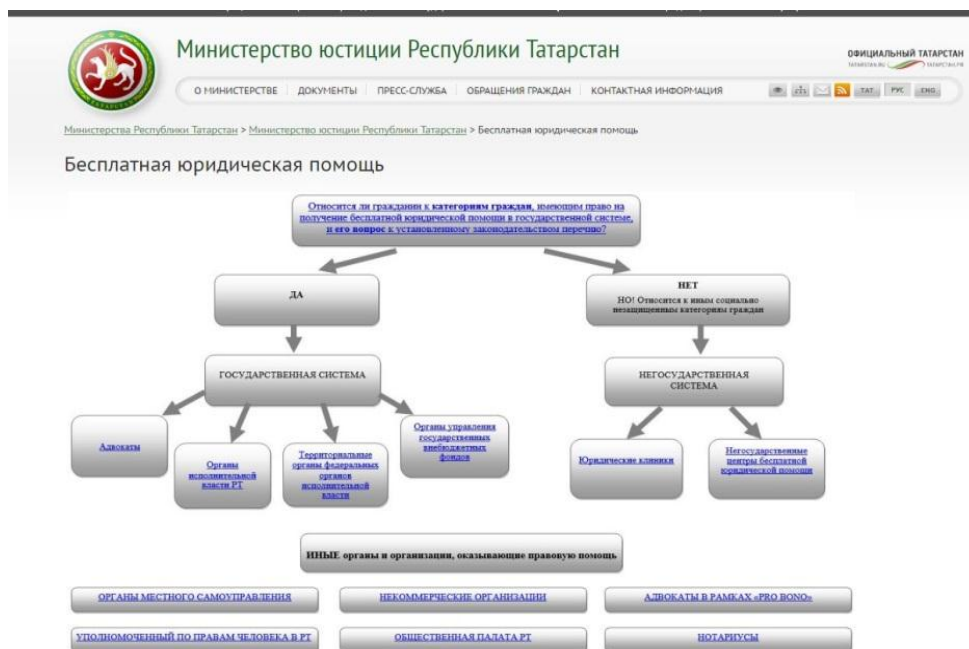 Министерство юстиции Республики Татарстан
ОФИЦИАЛЬНЫЙ ТАТАРСТАН
TATARSTAN.RU ТАТАРСТАН.РФ
О МИНИСТЕРСТВЕ ДОКУМЕНТЫ ПРЕСС-СЛУЖБА ОБРАЩЕНИЯ ГРАЖДАН КОНТАКТНАЯ ИНФОРМАЦИЯ ТАТ РУС ENG
Министерства Республики Татарстан > Министерство юстиции Республики Татарстан > Бесплатная юридическая помощь
Бесплатная юридическая помощь
Относится ли гражданин к категориям граждан, имеющим право на
получение бесплатной юридической помощи в государственной системе,
и его вопрос к установленному законодательством перечню?
ДА
НЕТ
НО! Относится к иным социально
незащищенным категориям граждан
ГОСУДАРСТВЕННАЯ СИСТЕМА
НЕГОСУДАРСТВЕННАЯ
СИСТЕМА
Адвокаты
Органы
исполнительной
власти РТ
Территориальные
органы федеральных
органов
исполнительной
власти
Органы управления
государственных
внебюджетных
фондов
Юридические клиники
Негосударственные
центры бесплатной
юридической помощи
ИНЫЕ органы и организации, оказывающие правовую помощь
ОРГАНЫ МЕСТНОГО САМОУПРАВЛЕНИЯ
НЕКОММЕРЧЕСКИЕ ОРГАНИЗАЦИИ
АДВОКАТЫ В РАМКАХ «PRO BONO»
УПОЛНОМОЧЕННЫЙ ПО ПРАВАМ ЧЕЛОВЕКА В РТ
ОБЩЕСТВЕННАЯ ПАЛАТА РТ
НОТАРИУСЫ